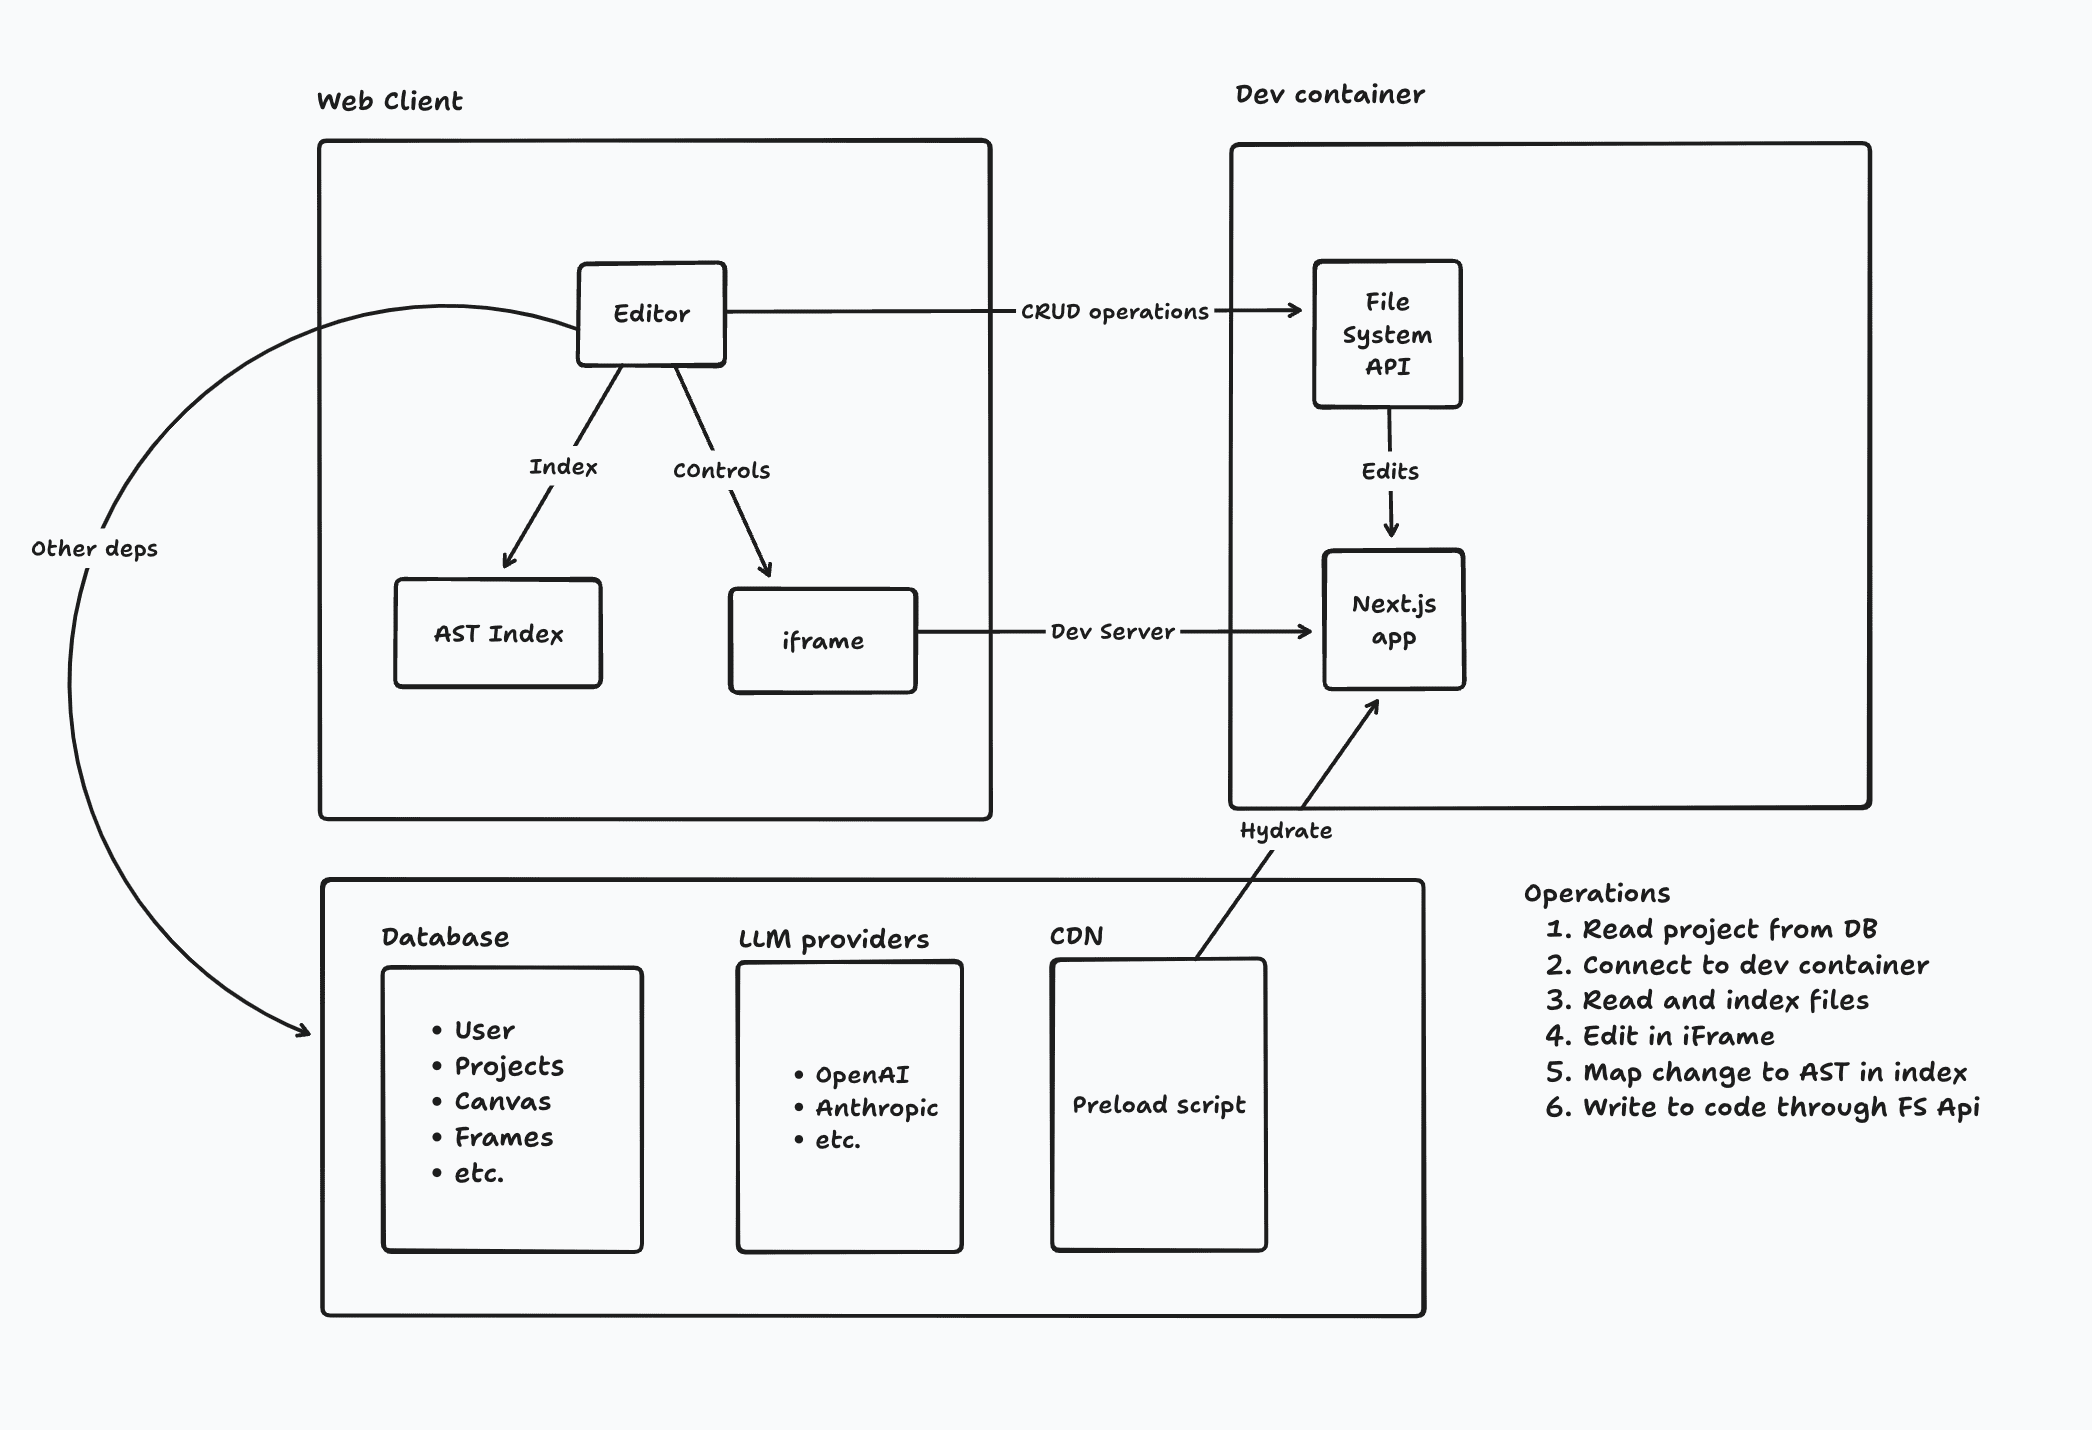 Web Client
Dev container
Editor
CRUD operations
File
System
API
Index
COntrols
Edits
Other deps
AST Index
iframe
Dev Server
Next.js
app
Hydrate
Database
• User
• Projects
• Canvas
• Frames
• etc.
LLM providers
• OpenAI
• Anthropic
• etc.
CDN
Preload script
Operations
1. Read project from DB
2. Connect to dev container
3. Read and index files
4. Edit in iFrame
5. Map change to AST in index
6. Write to code through FS Api